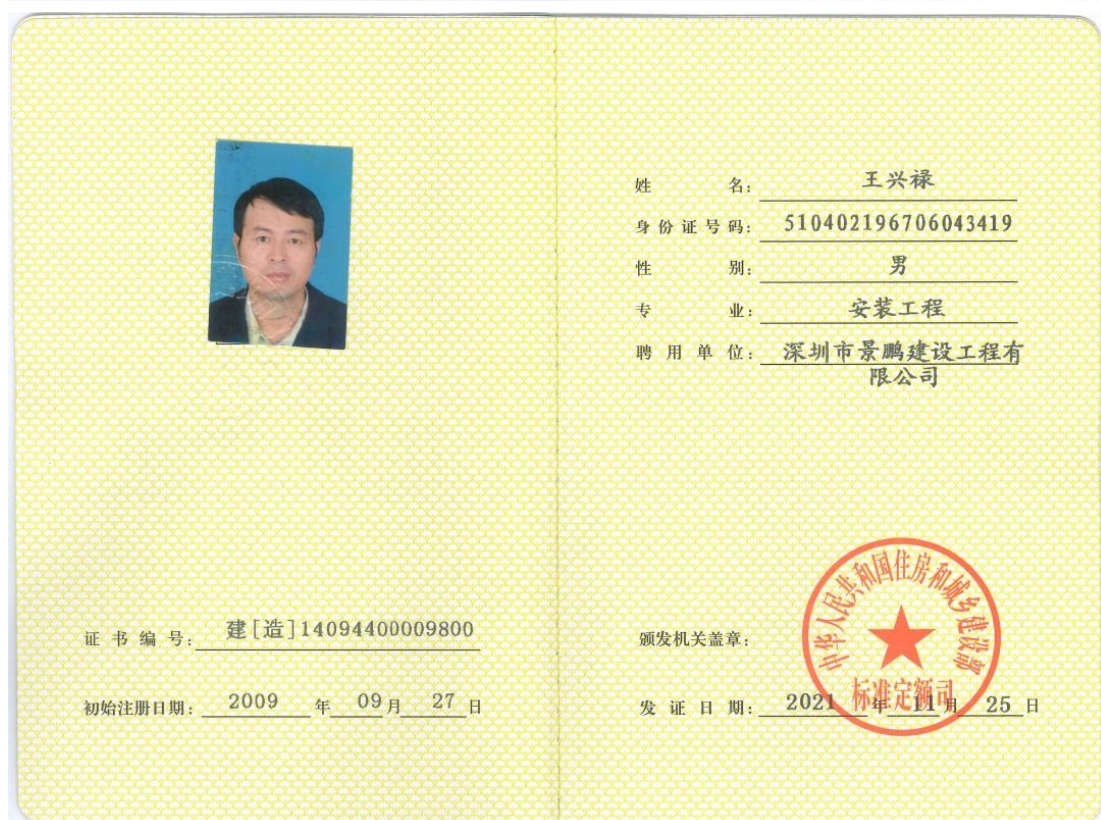 姓 名: 王兴禄
身份证号码: 510402196706043419
性 别: 男
专 业: 安装工程
聘用单位: 深圳市景鹏建设工程有
限公司
证书编号: 建[造]14094400009800
初始注册日期: 2009 年 09 月 27 日
颁发机关盖章:
中华人民共和国住房和城乡建设部
标准定额司
发证日期: 2021 年 11 月 25 日